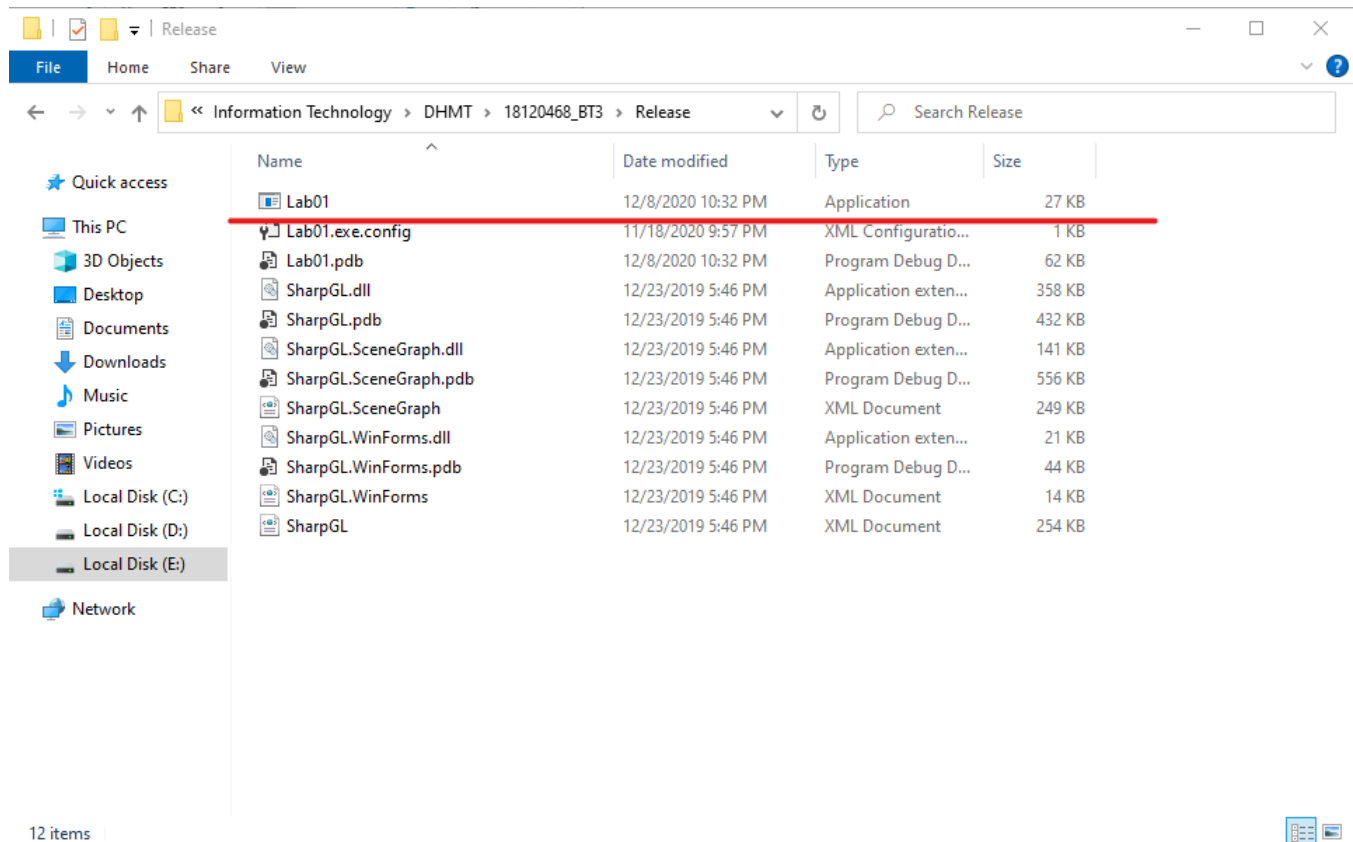 Release
File Home Share View
« Information Technology > DHMT > 18120468_BT3 > Release Search Release
Name Date modified Type Size
Quick access
This PC
3D Objects
Desktop
Documents
Downloads
Music
Pictures
Videos
Local Disk (C:)
Local Disk (D:)
Local Disk (E:)
Network
Lab01 12/8/2020 10:32 PM Application 27 KB
Lab01.exe.config 11/18/2020 9:57 PM XML Configuratio... 1 KB
Lab01.pdb 12/8/2020 10:32 PM Program Debug D... 62 KB
SharpGL.dll 12/23/2019 5:46 PM Application exten... 358 KB
SharpGL.pdb 12/23/2019 5:46 PM Program Debug D... 432 KB
SharpGL.SceneGraph.dll 12/23/2019 5:46 PM Application exten... 141 KB
SharpGL.SceneGraph.pdb 12/23/2019 5:46 PM Program Debug D... 556 KB
SharpGL.SceneGraph 12/23/2019 5:46 PM XML Document 249 KB
SharpGL.WinForms.dll 12/23/2019 5:46 PM Application exten... 21 KB
SharpGL.WinForms.pdb 12/23/2019 5:46 PM Program Debug D... 44 KB
SharpGL.WinForms 12/23/2019 5:46 PM XML Document 14 KB
SharpGL 12/23/2019 5:46 PM XML Document 254 KB
12 items